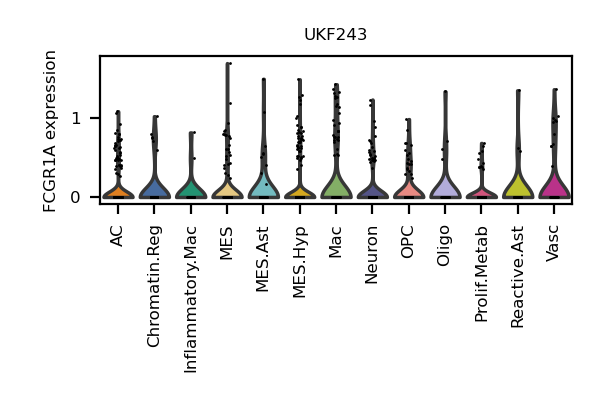 UKF243
FCGR1A expression
1
0
AC
Chromatin.Reg
Inflammatory.Mac
MES
MES.Ast
MES.Hyp
Mac
Neuron
OPC
Oligo
Prolif.Metab
Reactive.Ast
Vasc